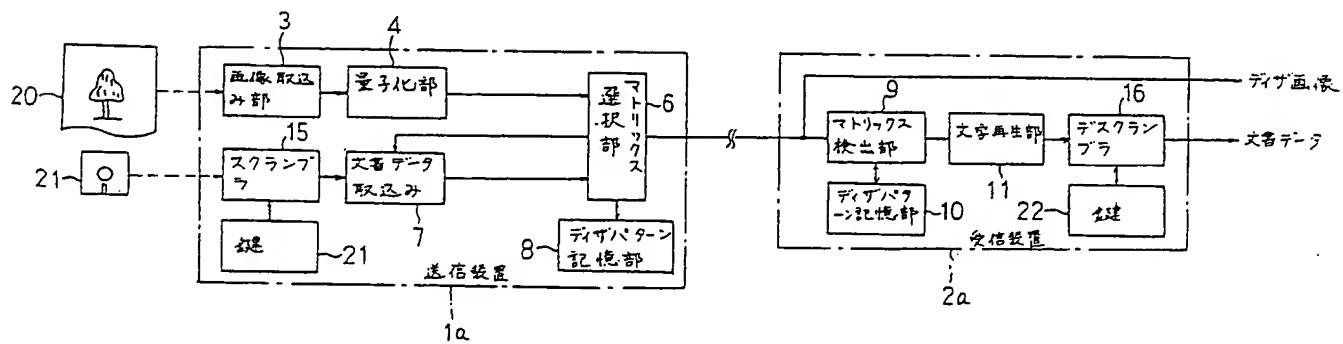 3
4
画像取込
み部
量子化部
マトリックス
選択部
6
20
15
スクランブ
ラ
文書データ
取込み
7
21
鍵
21
8
ディザパターン
記憶部
送信装置
1a
9
マトリックス
検出部
文字再生部
11
16
デスクラン
ブラ
ディザ画像
文書データ
ディザパタ
ーン記憶部
10
22
鍵
受信装置
2a